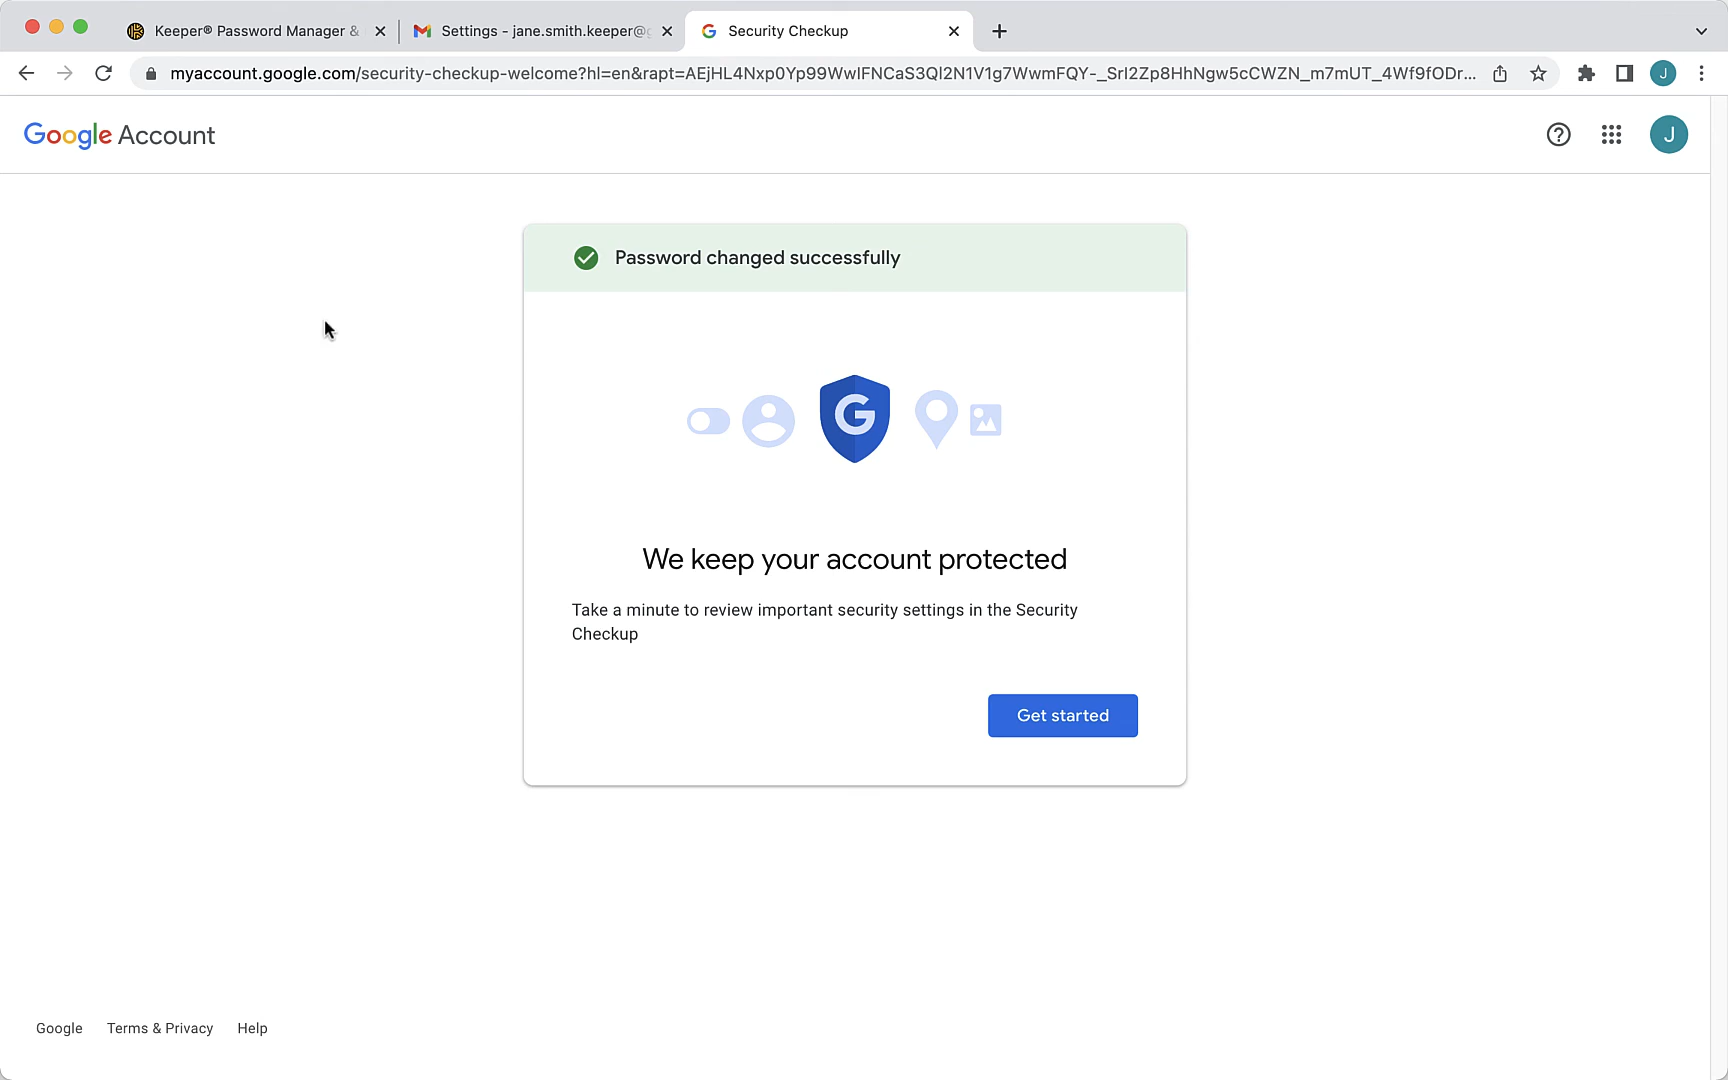 Keeper® Password Manager &
Settings - jane.smith.keeper@
Security Checkup
myaccount.google.com/security-checkup-welcome?hl=en&rapt=AEjHL4Nxp0Yp99WwIFNCaS3QI2N1V1g7WwmFQY-_SrI2Zp8HhNgw5cCWZN_m7mUT_4Wf9fODr...
J
Google Account
J
Password changed successfully
G
We keep your account protected
Take a minute to review important security settings in the Security
Checkup
Get started
Google
Terms & Privacy
Help